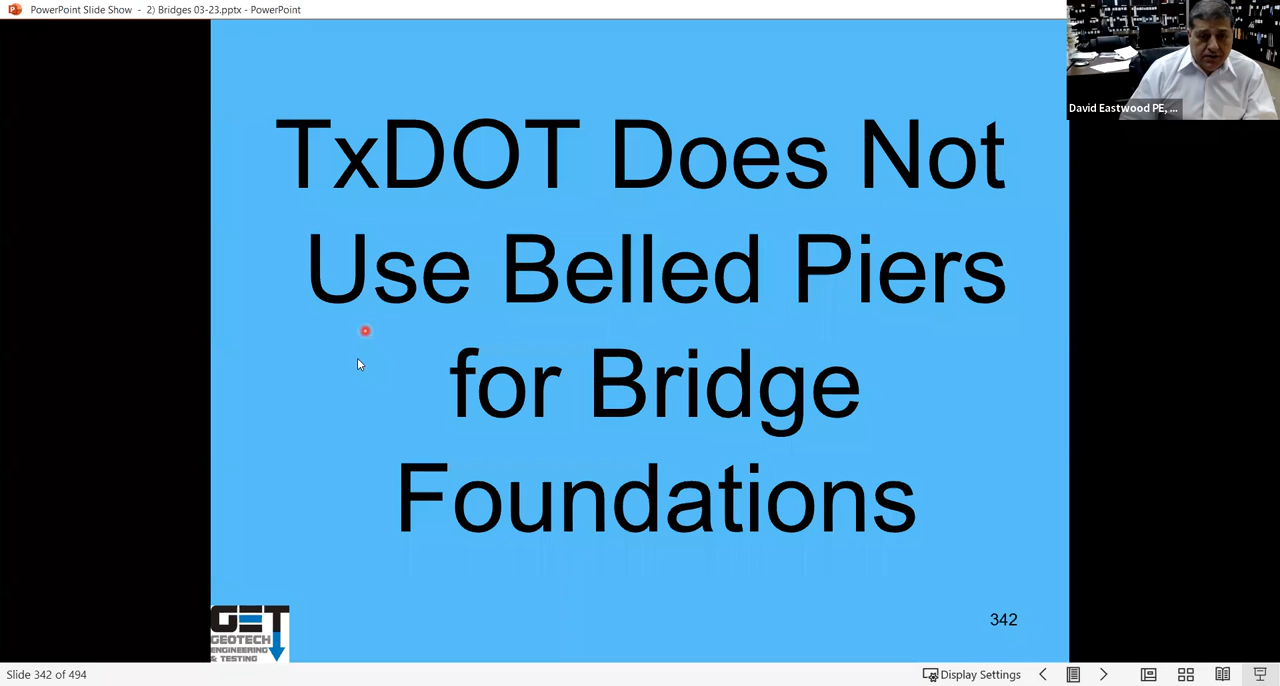 PowerPoint Slide Show - 2) Bridges 03-23.pptx - PowerPoint
David Eastwood PE, ...
TxDOT Does Not
Use Belled Piers
for Bridge
Foundations
GET
GEOTECH
ENGINEERING
& TESTING
342
Slide 342 of 494
Display Settings